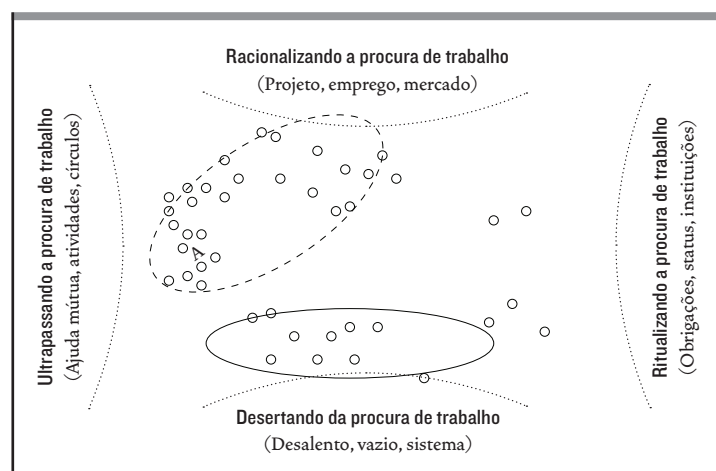 Racionalizando a procura de trabalho
(Projeto, emprego, mercado)
Ultrapassando a procura de trabalho
(Ajuda mútua, atividades, círculos)
A
Ritualizando a procura de trabalho
(Obrigações, status, instituições)
Desertando da procura de trabalho
(Desalento, vazio, sistema)